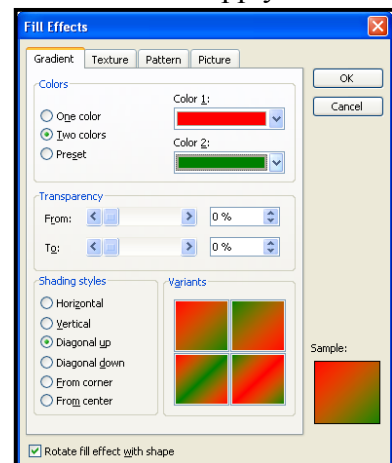 apply
Fill Effects
Gradient Texture Pattern Picture
OK
Cancel
Colors
One color
Two colors
Preset
Color 1:
Color 2:
Transparency
From: 0 %
To: 0 %
Shading styles
Horizontal
Vertical
Diagonal up
Diagonal down
From corner
From center
Variants
Sample:
Rotate fill effect with shape